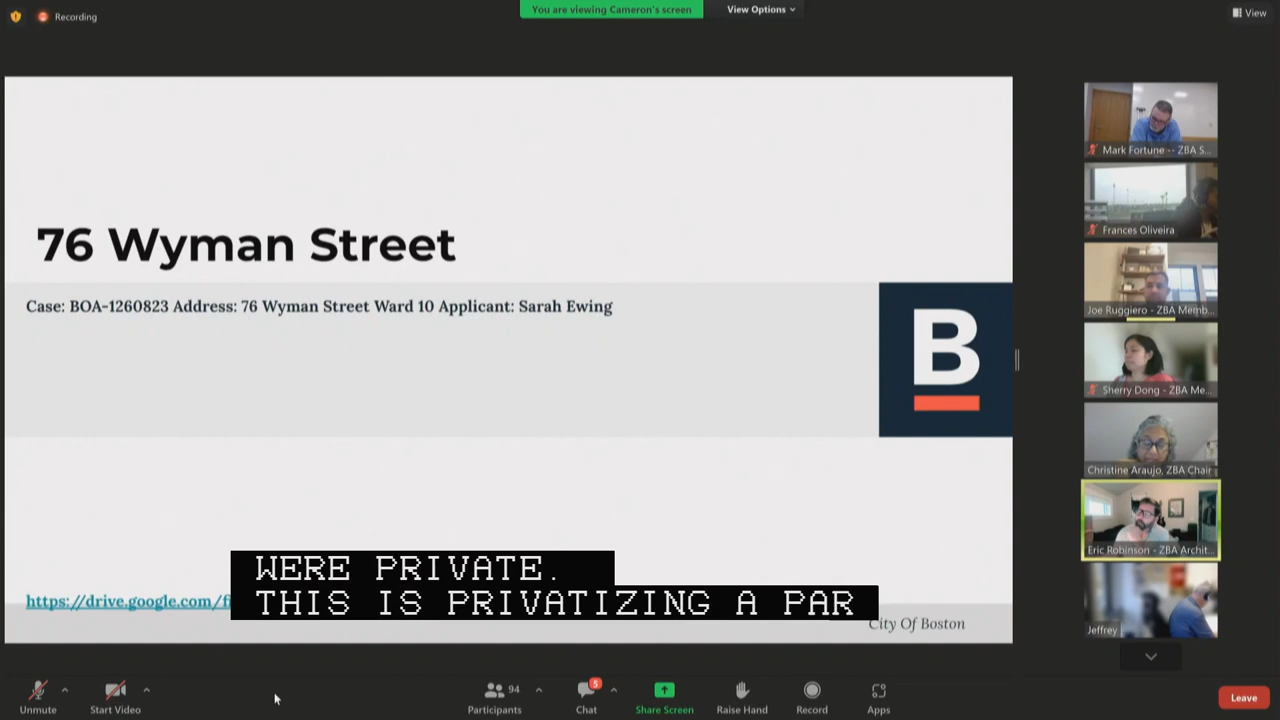 Recording
You are viewing Cameron's screen
View Options
View
76 Wyman Street
Case: BOA-1260823 Address: 76 Wyman Street Ward 10 Applicant: Sarah Ewing
B
WERE PRIVATE.
THIS IS PRIVATIZING A PAR
https://drive.google.com/f
City Of Boston
Mark Fortune -- ZBA S...
Frances Oliveira
Joe Ruggiero - ZBA Memb...
Sherry Dong - ZBA Me...
Christine Araujo, ZBA Chair
Eric Robinson - ZBA Archit...
Jeffrey
Unmute
Start Video
94
Participants
5
Chat
Share Screen
Raise Hand
Record
Apps
Leave